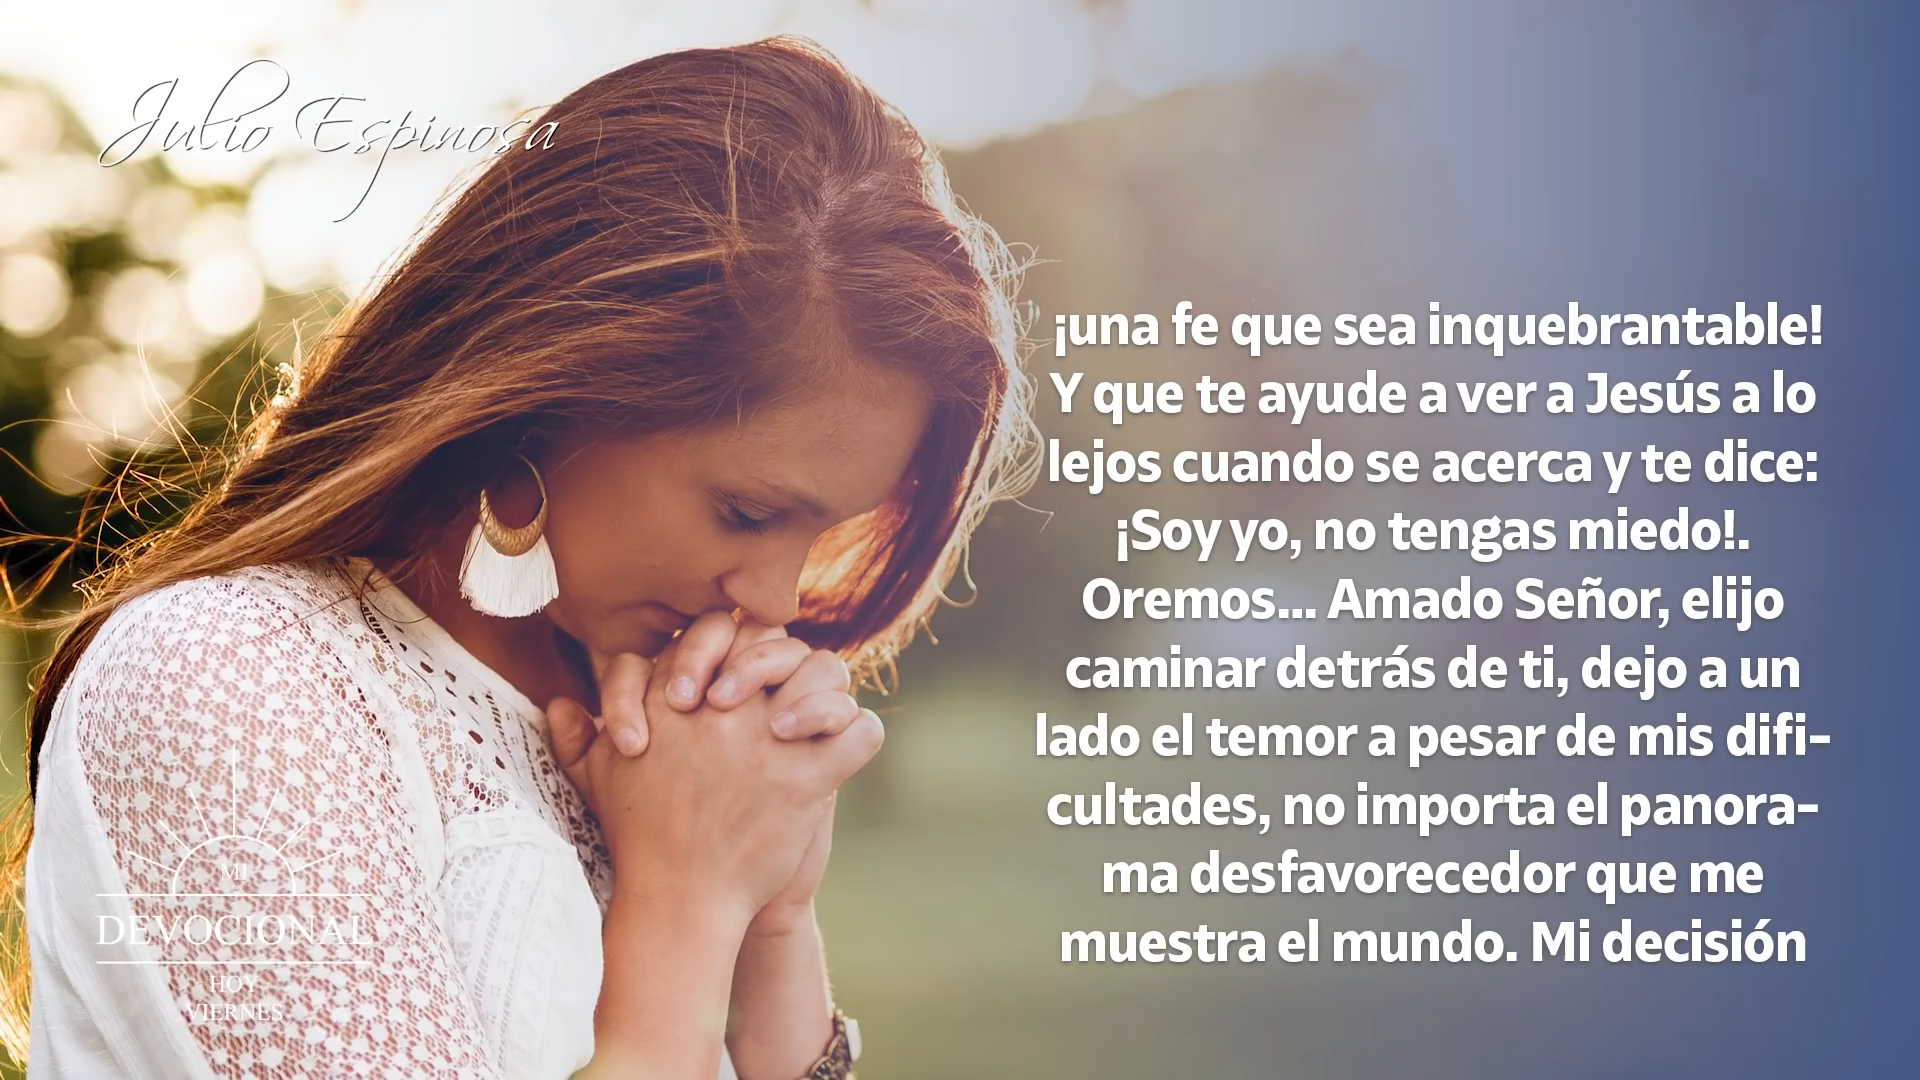 Julio Espinosa
¡una fe que sea inquebrantable!
Y que te ayude a ver a Jesús a lo
lejos cuando se acerca y te dice:
¡Soy yo, no tengas miedo!.
Oremos... Amado Señor, elijo
caminar detrás de ti, dejo a un
lado el temor a pesar de mis difi-
cultades, no importa el panora-
ma desfavorecedor que me
muestra el mundo. Mi decisión
MI
DEVOCIONAL
HOY
VIERNES